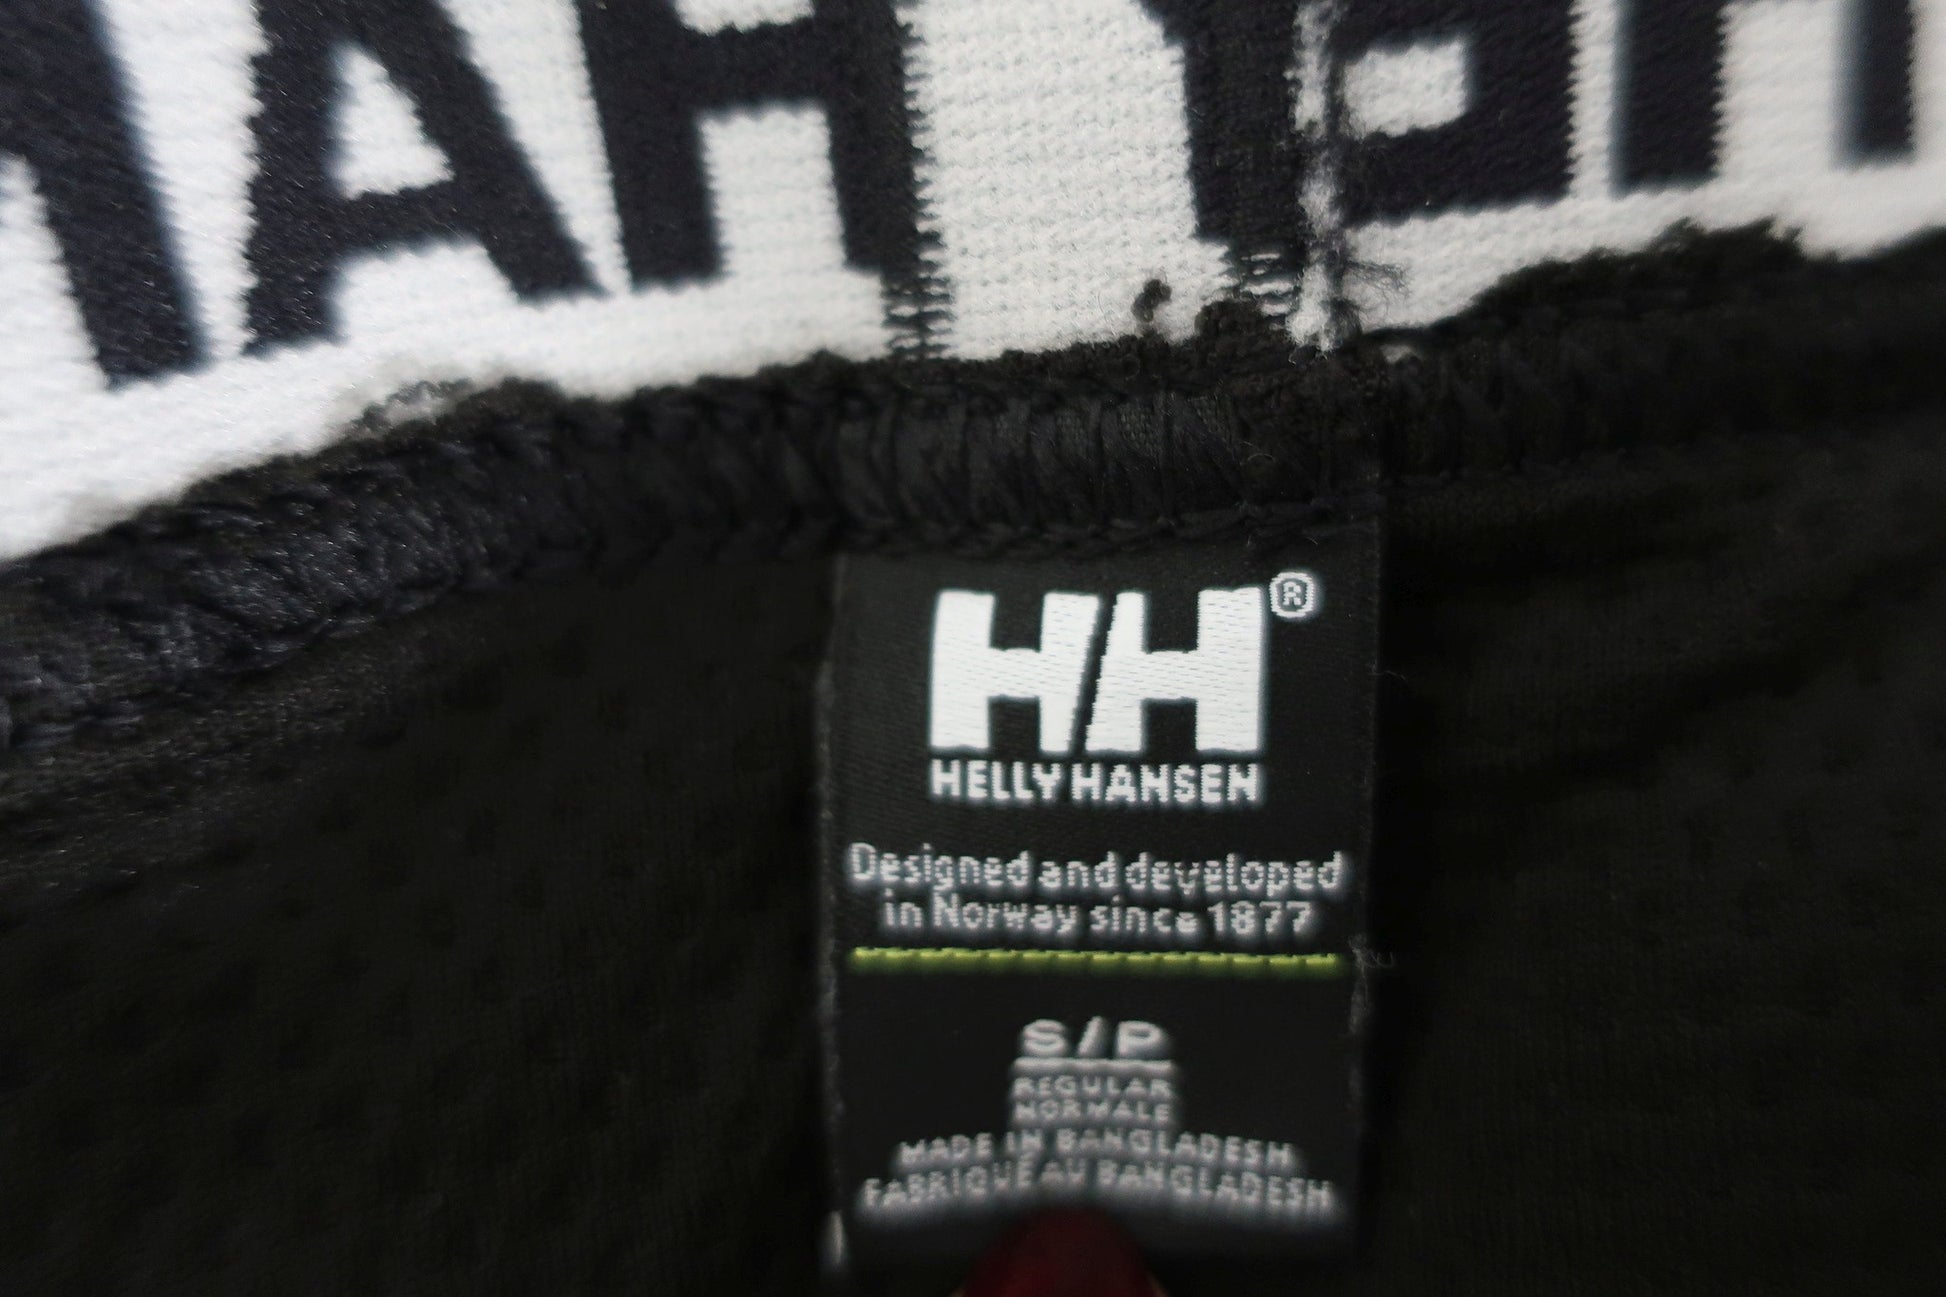 HH®
HELLY HANSEN
Designed and developed
in Norway since 1877
S/P
REGULAR
NORMALE
MADE IN BANGLADESH
FABRIQUÉ AU BANGLADESH